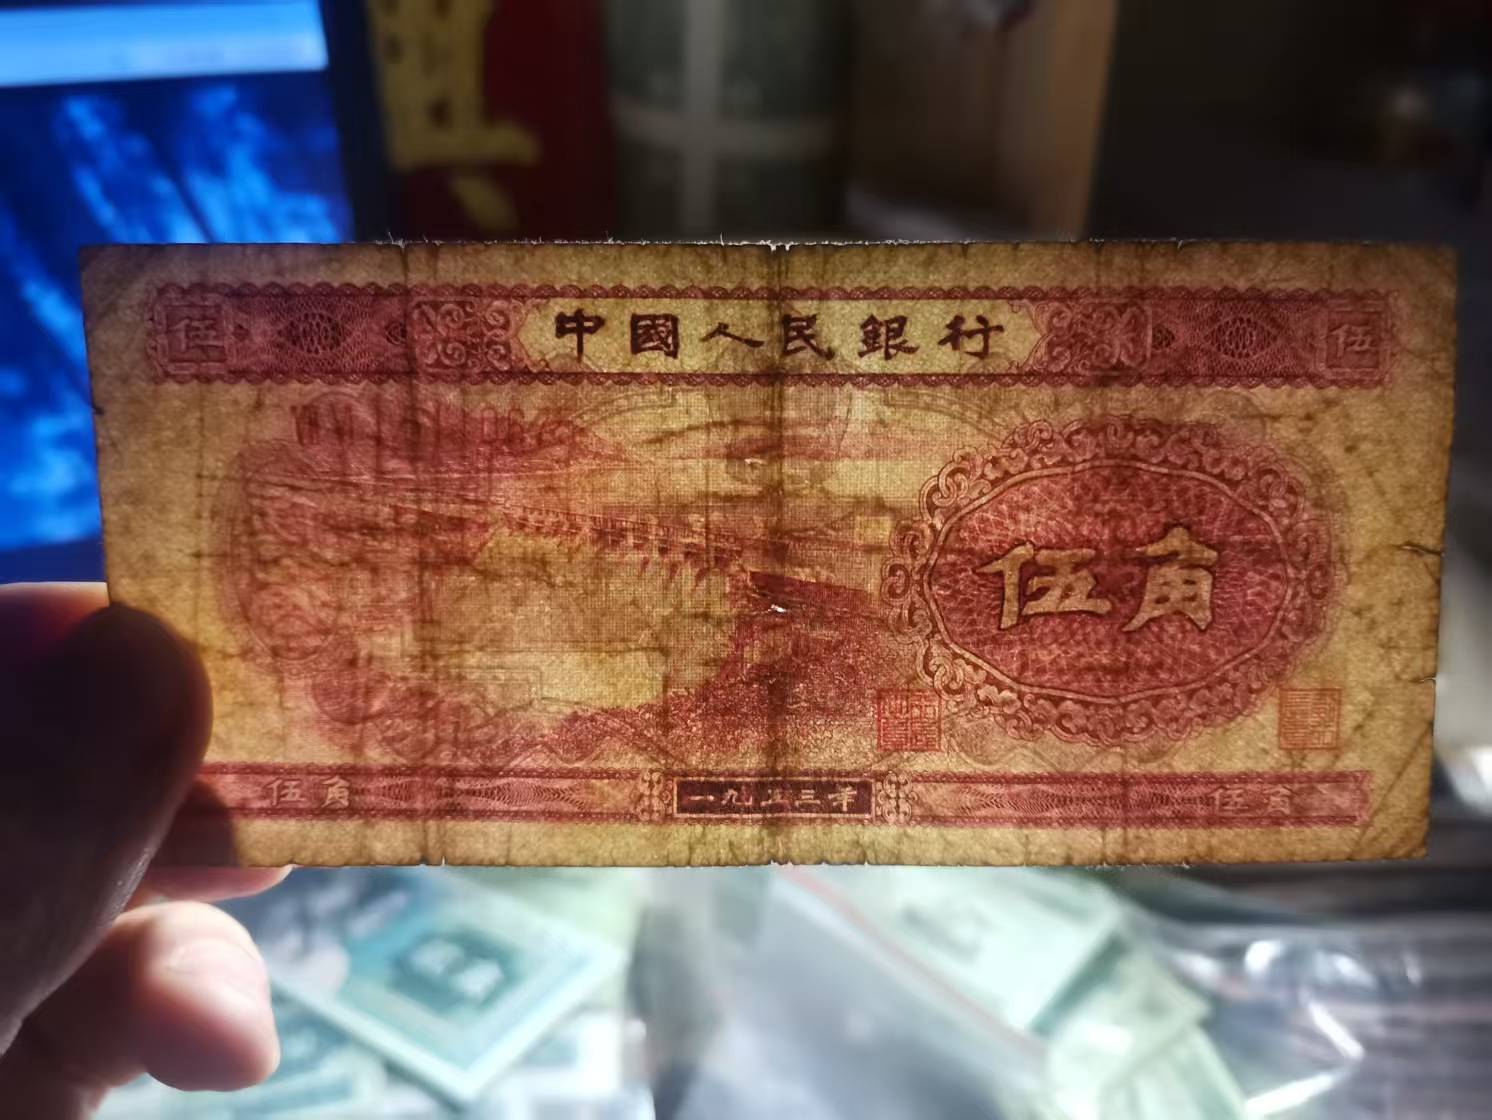 伍 中國人民銀行 伍
伍角
伍角 一九五三年 伍角